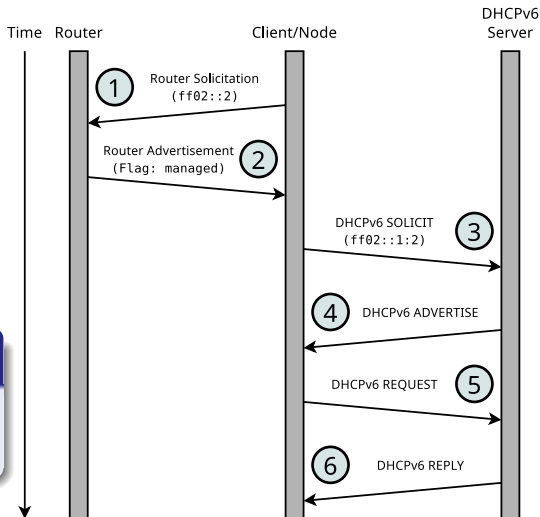 Time Router Client/Node DHCPv6
Server
1 Router Solicitation
(ff02::2)
Router Advertisement 2
(Flag: managed)
DHCPv6 SOLICIT 3
(ff02::1:2)
4 DHCPv6 ADVERTISE
DHCPv6 REQUEST 5
6 DHCPv6 REPLY